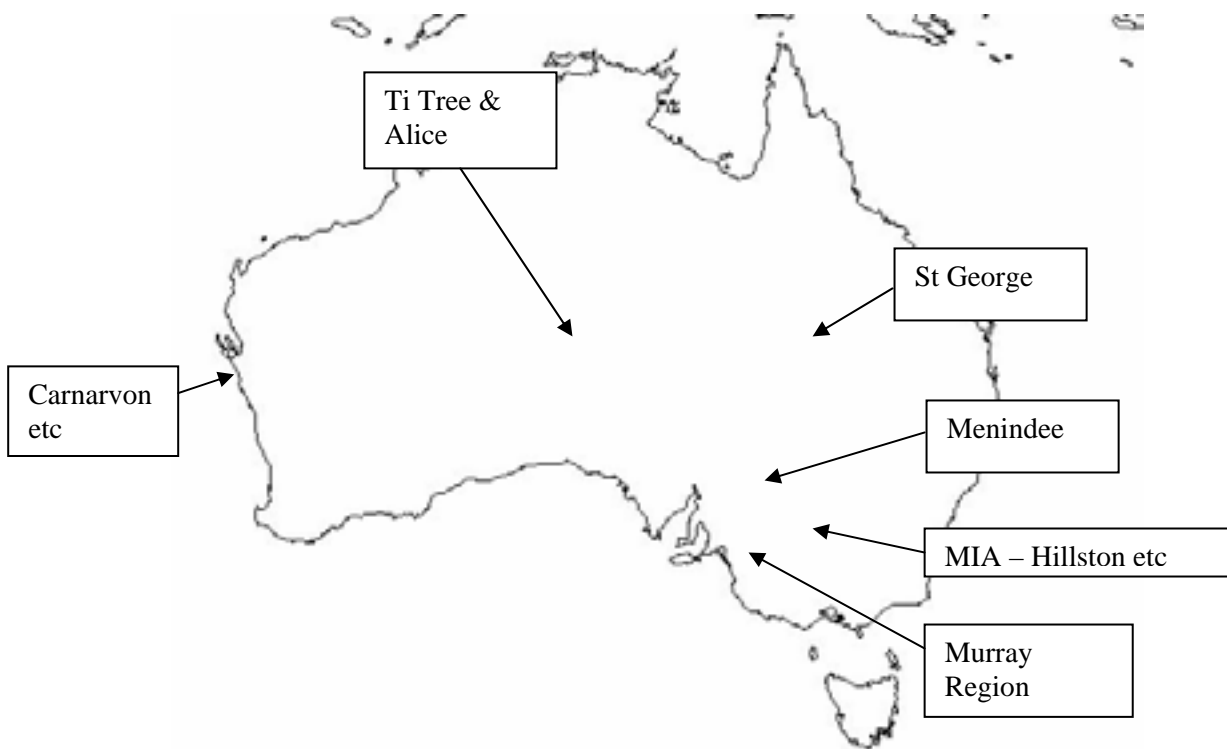 Ti Tree &
Alice
St George
Carnarvon
etc
Menindee
MIA – Hillston etc
Murray
Region